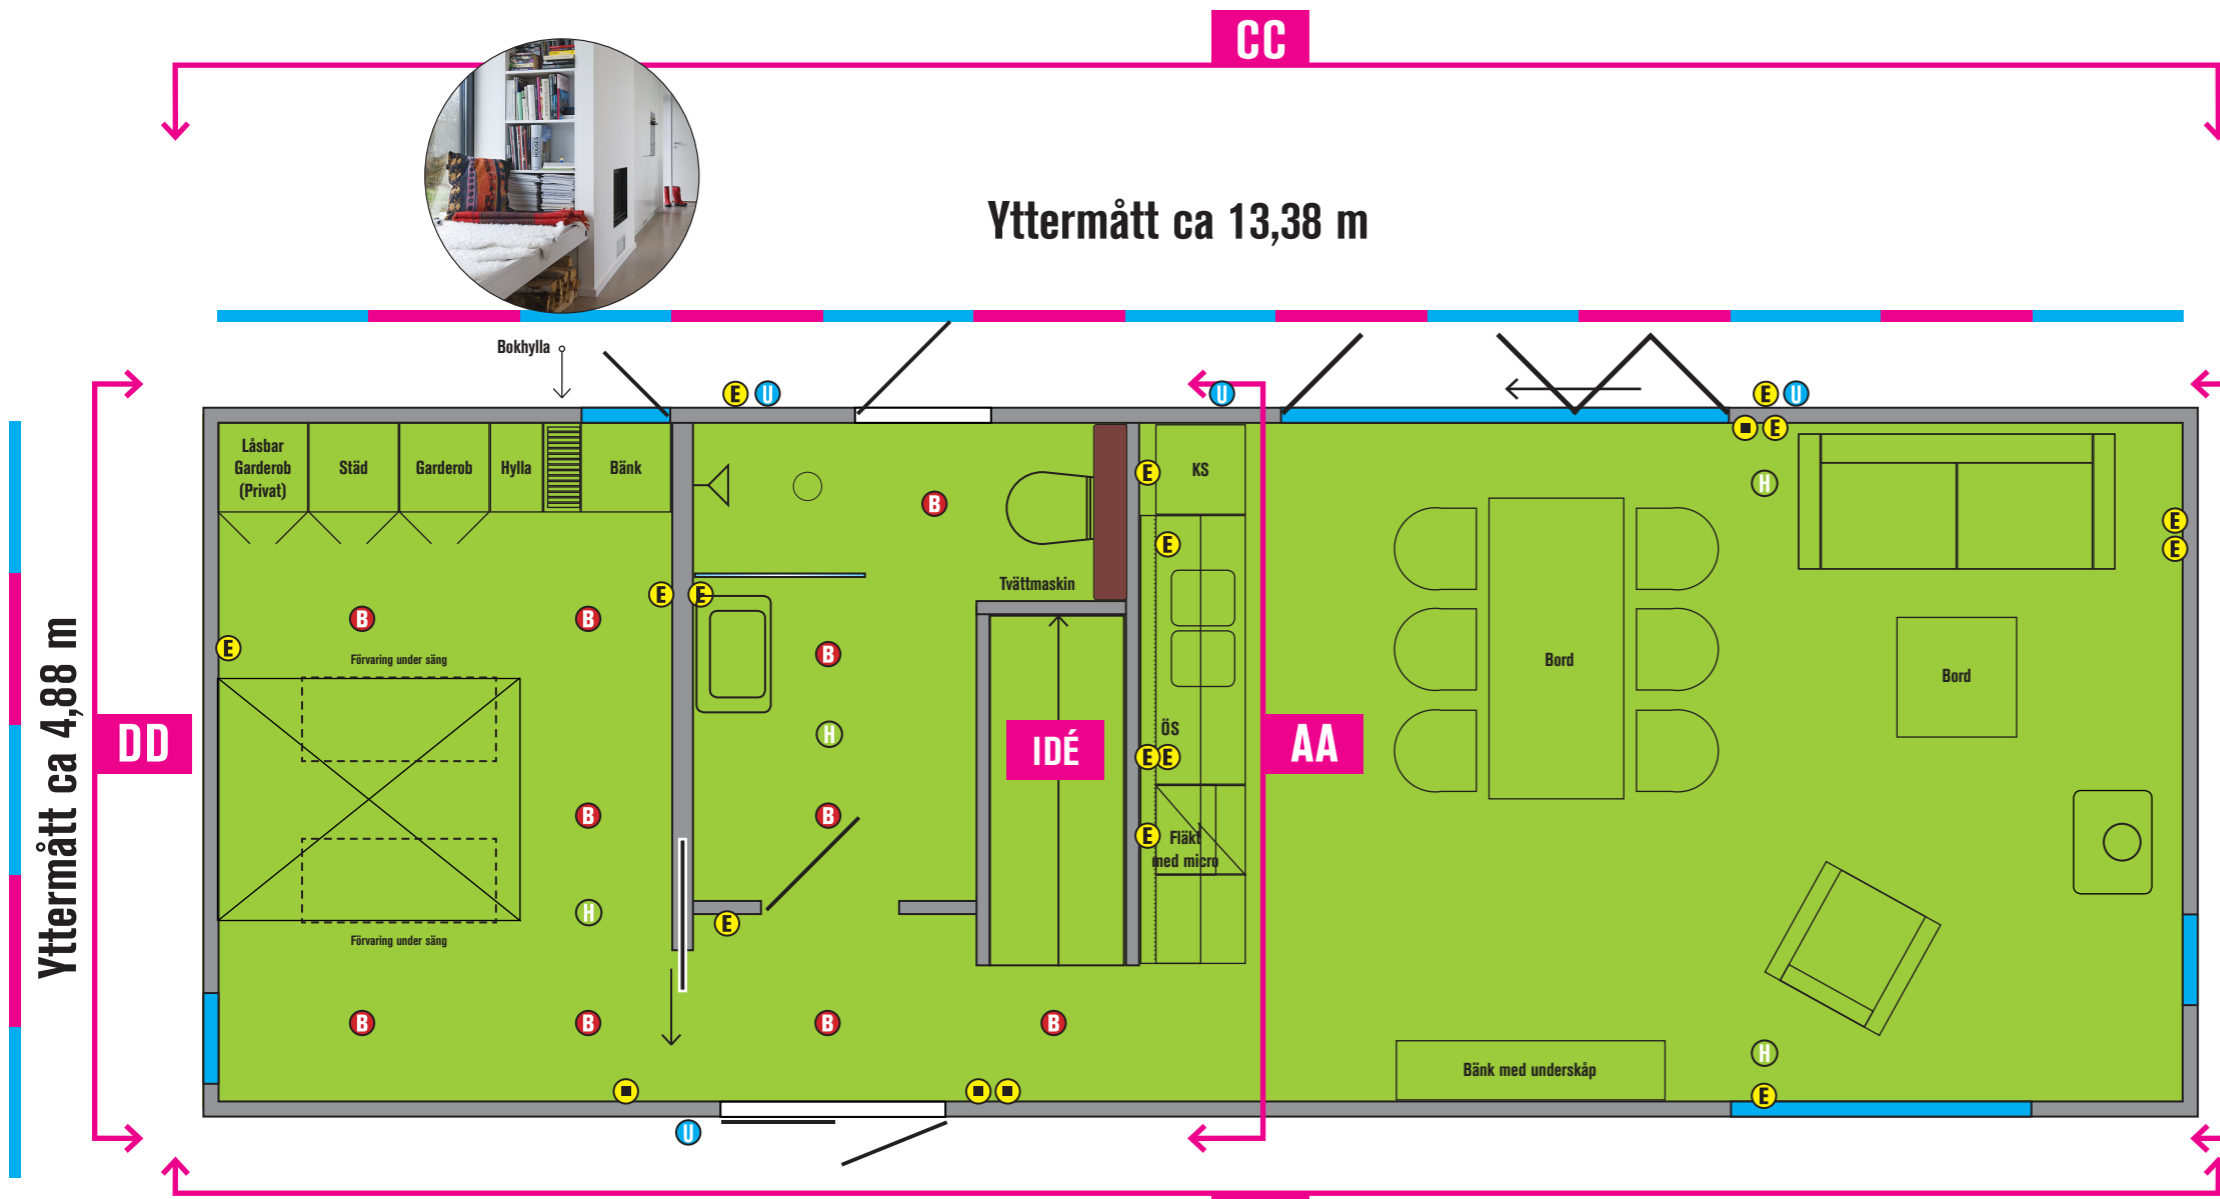 CC
Yttermått ca 13,38 m
Bokhylla
E U
U
E U
E
Låsbar
Garderob
(Privat)
Städ
Garderob
Hylla
Bänk
B
E
KS
H
E
E
E
Tvättmaskin
E
E
B
B
E
Förvaring under säng
B
Bord
Bord
Yttermått ca 4,88 m
DD
H
IDÉ
ÖS
E E
AA
B
B
E
Fläkt
med micro
H
E
Förvaring under säng
B
B
B
B
H
Bänk med underskåp
E
U